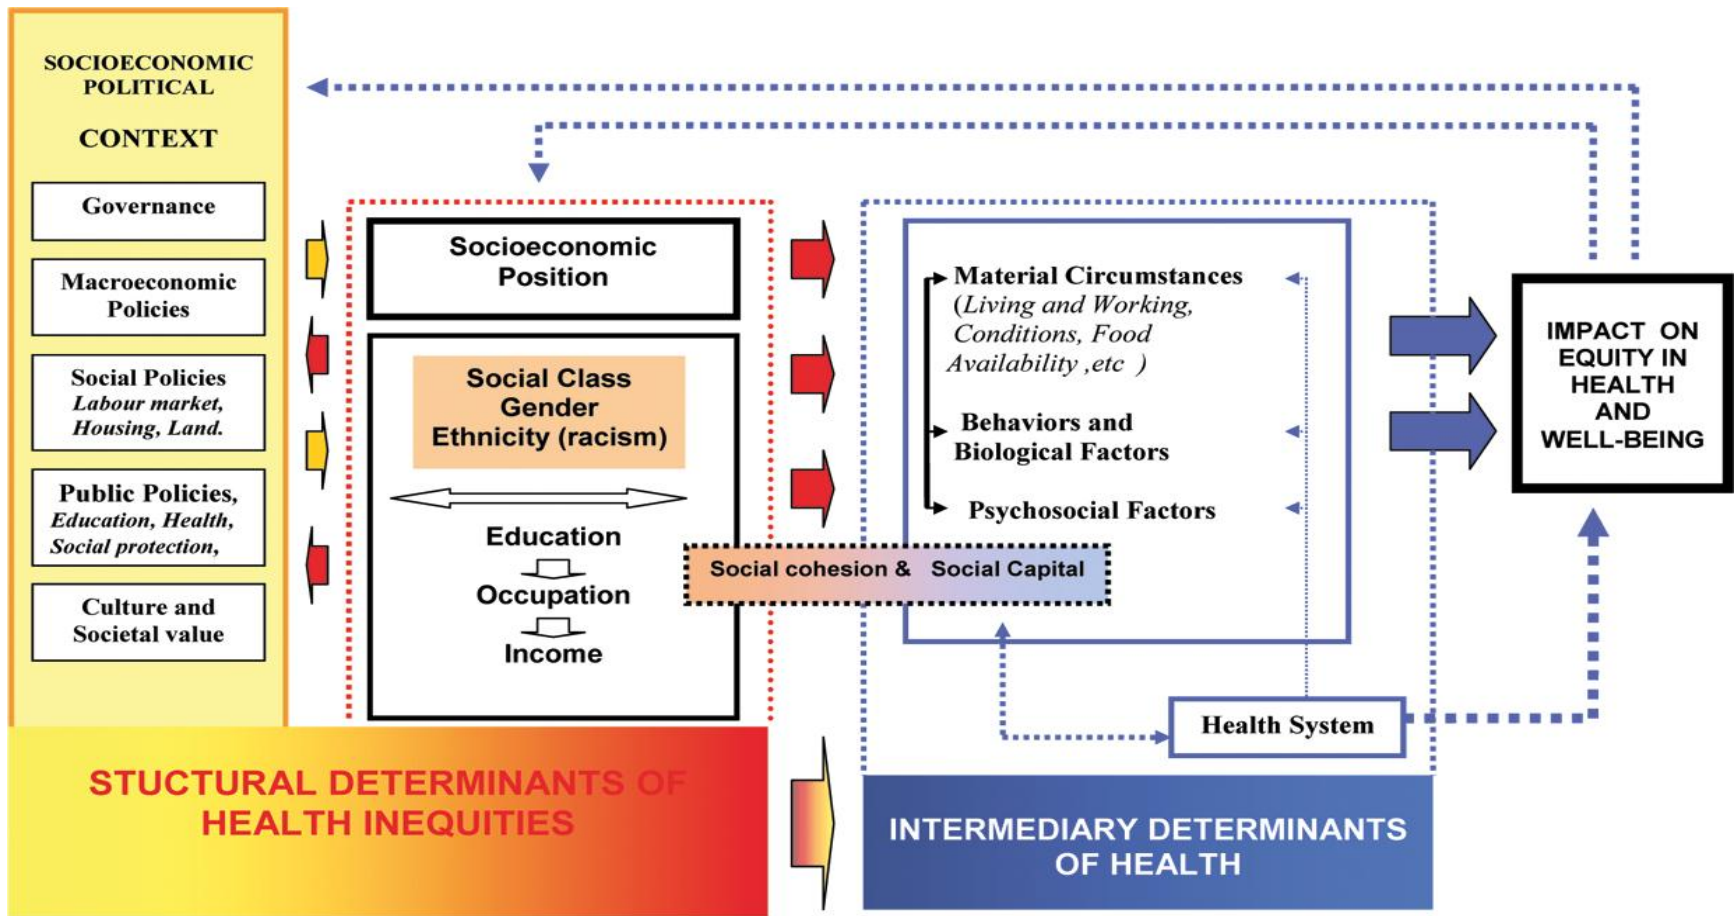 SOCIOECONOMIC
POLITICAL
CONTEXT
Governance
Macroeconomic
Policies
Social Policies
Labour market,
Housing, Land.
Public Policies,
Education, Health,
Social protection,
Culture and
Societal value
Socioeconomic
Position
Social Class
Gender
Ethnicity (racism)
Education
Occupation
Income
Social cohesion & Social Capital
Material Circumstances
(Living and Working,
Conditions, Food
Availability ,etc )
Behaviors and
Biological Factors
Psychosocial Factors
Health System
IMPACT ON
EQUITY IN
HEALTH
AND
WELL-BEING
STUCTURAL DETERMINANTS OF
HEALTH INEQUITIES
INTERMEDIARY DETERMINANTS
OF HEALTH